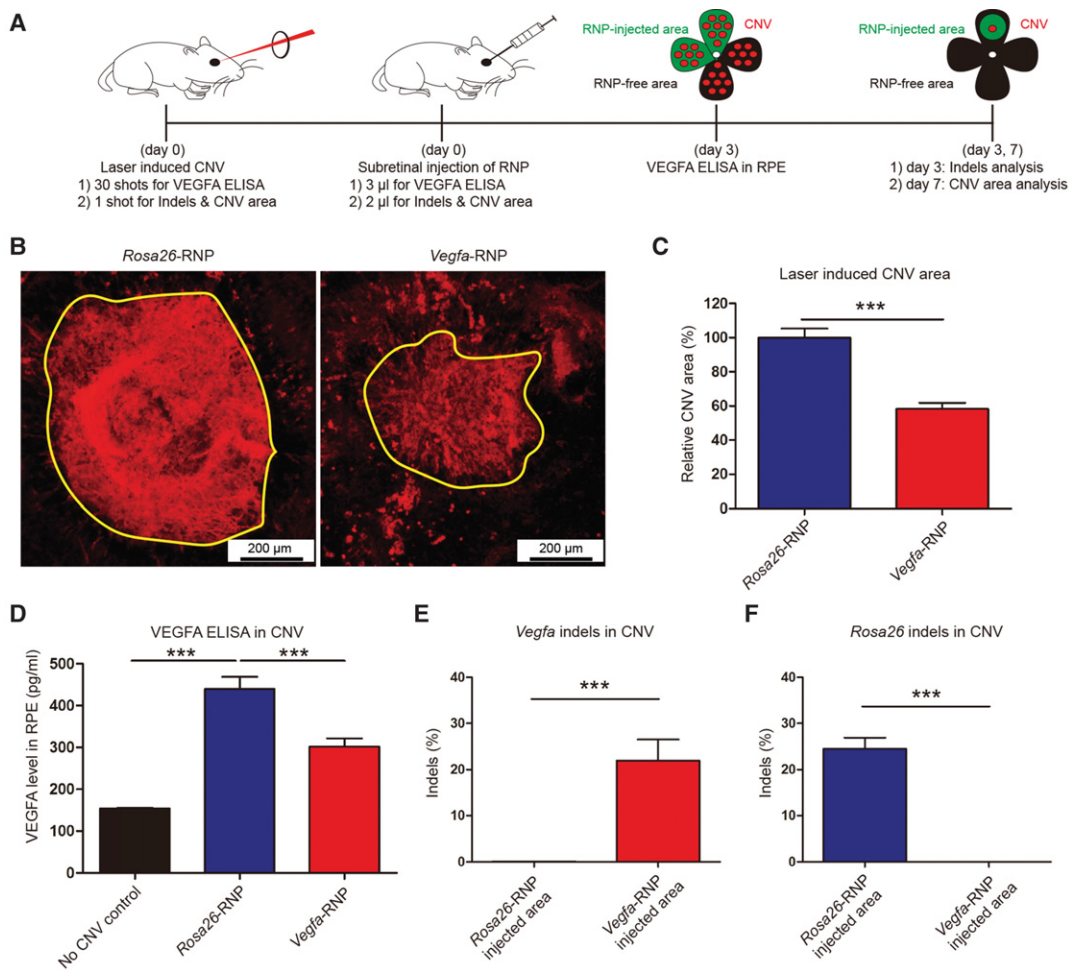 A
RNP-injected area
CNV
RNP-free area
RNP-injected area
CNV
RNP-free area
(day 0)
Laser induced CNV
1) 30 shots for VEGFA ELISA
2) 1 shot for Indels & CNV area
(day 0)
Subretinal injection of RNP
1) 3 µl for VEGFA ELISA
2) 2 µl for Indels & CNV area
(day 3)
VEGFA ELISA in RPE
(day 3, 7)
1) day 3: Indels analysis
2) day 7: CNV area analysis
B
Rosa26-RNP
Vegfa-RNP
200 µm
200 µm
C
Laser induced CNV area
Relative CNV area (%)
120
100
80
60
40
20
0
***
Rosa26-RNP
Vegfa-RNP
D
VEGFA ELISA in CNV
VEGFA level in RPE (pg/ml)
500
400
300
200
100
0
***
***
No CNV control
Rosa26-RNP
Vegfa-RNP
E
Vegfa indels in CNV
Indels (%)
40
30
20
10
0
***
Rosa26-RNP
injected area
Vegfa-RNP
injected area
F
Rosa26 indels in CNV
Indels (%)
40
30
20
10
0
***
Rosa26-RNP
injected area
Vegfa-RNP
injected area